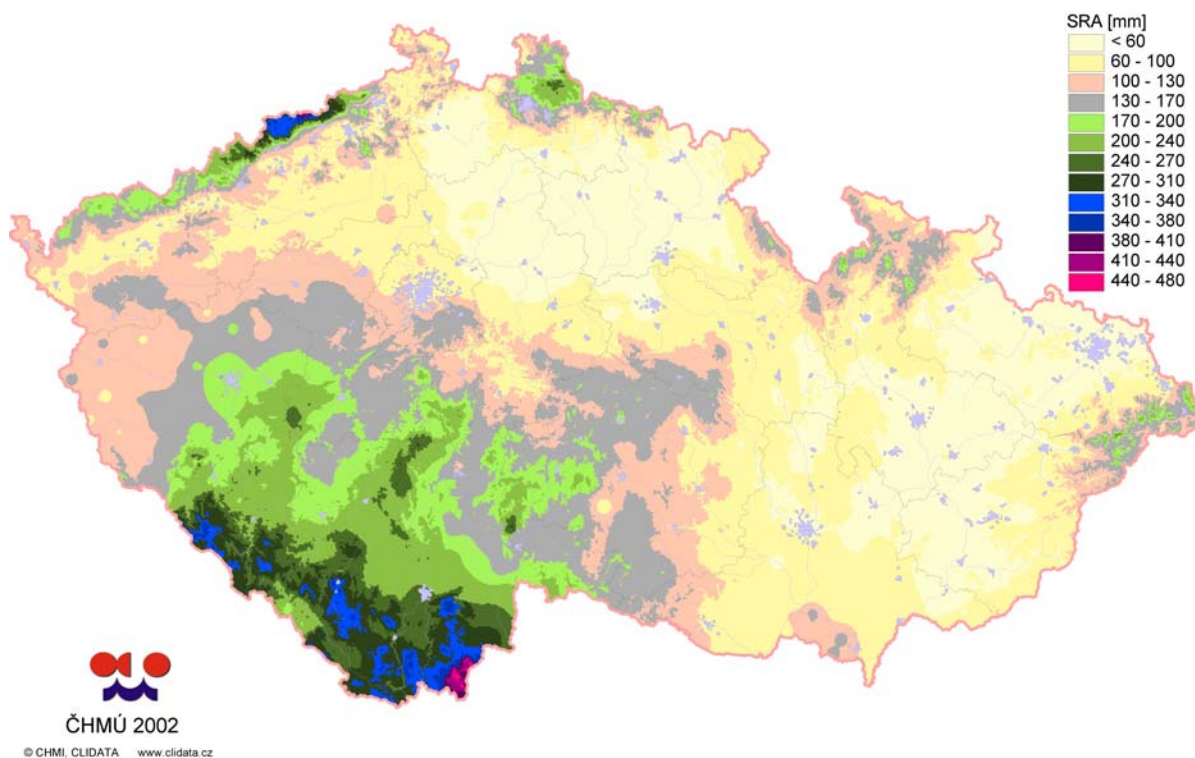 SRA [mm]
< 60
60 - 100
100 - 130
130 - 170
170 - 200
200 - 240
240 - 270
270 - 310
310 - 340
340 - 380
380 - 410
410 - 440
440 - 480
ČHMÚ 2002
© CHMI, CLIDATA www.clidata.cz